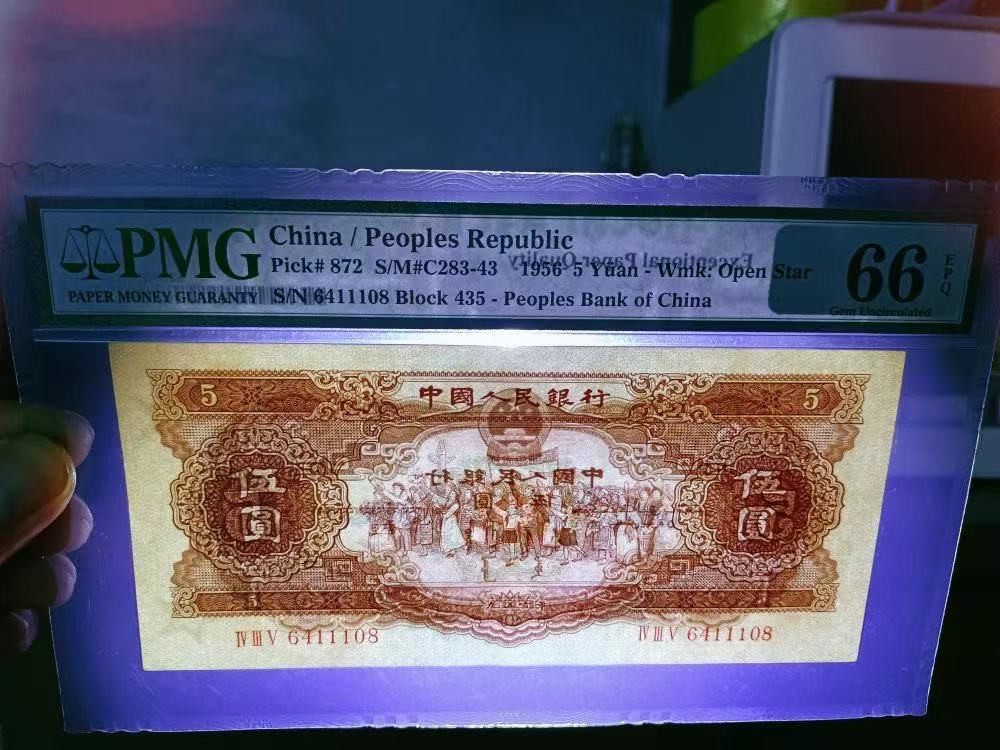 PMG
PAPER MONEY GUARANTY
China / Peoples Republic
Pick# 872 S/M#C283-43 1956 5 Yuan - Wmk: Open Star
S/N 6411108 Block 435 - Peoples Bank of China
Exceptional Paper Quality
66
EPQ
Gem Uncirculated
5
中國人民銀行
5
中國人民銀行
伍圓
伍圓
5
ⅣⅢⅤ 6411108
ⅣⅢⅤ 6411108